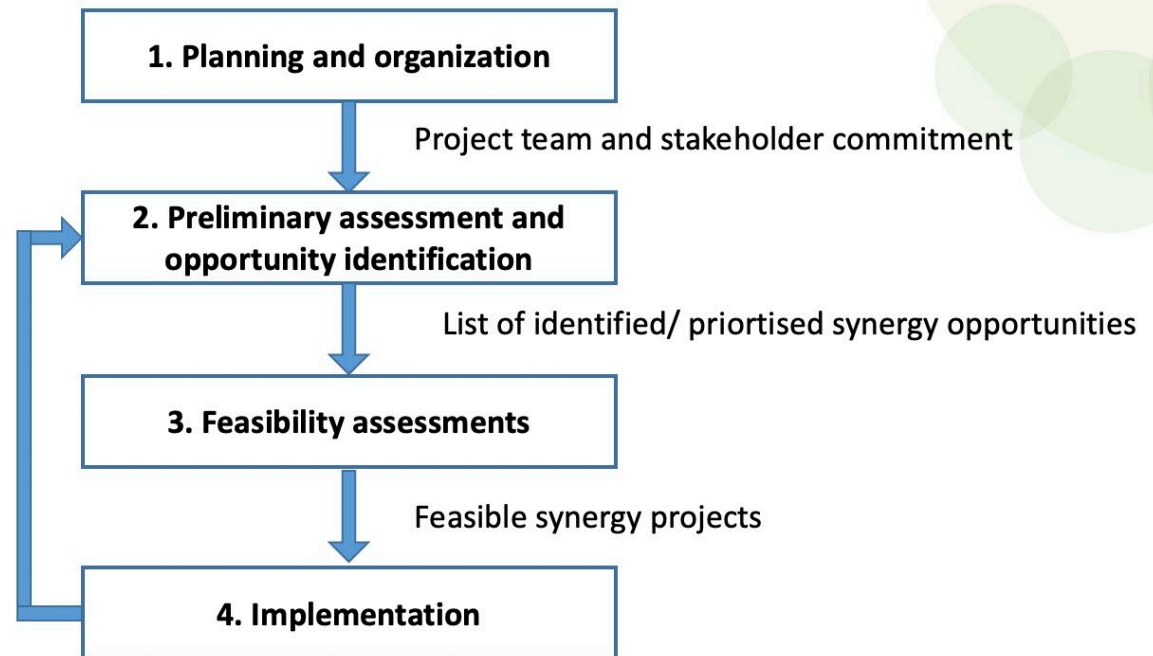 1. Planning and organization
Project team and stakeholder commitment
2. Preliminary assessment and
opportunity identification
List of identified/ priortised synergy opportunities
3. Feasibility assessments
Feasible synergy projects
4. Implementation